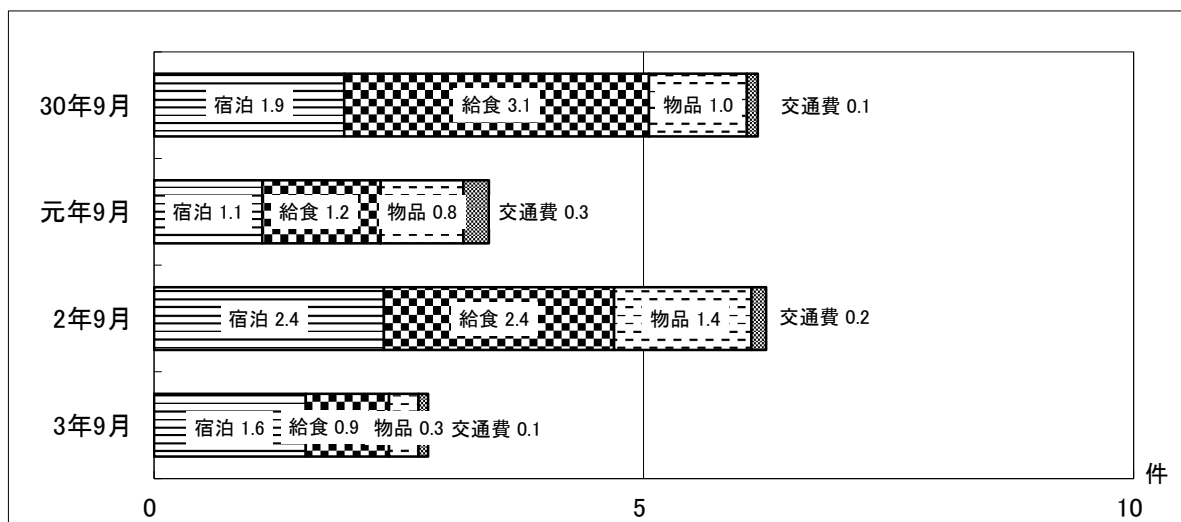 30年9月
宿泊 1.9
給食 3.1
物品 1.0
交通費 0.1
元年9月
宿泊 1.1
給食 1.2
物品 0.8
交通費 0.3
2年9月
宿泊 2.4
給食 2.4
物品 1.4
交通費 0.2
3年9月
宿泊 1.6
給食 0.9
物品 0.3
交通費 0.1
件
0
5
10